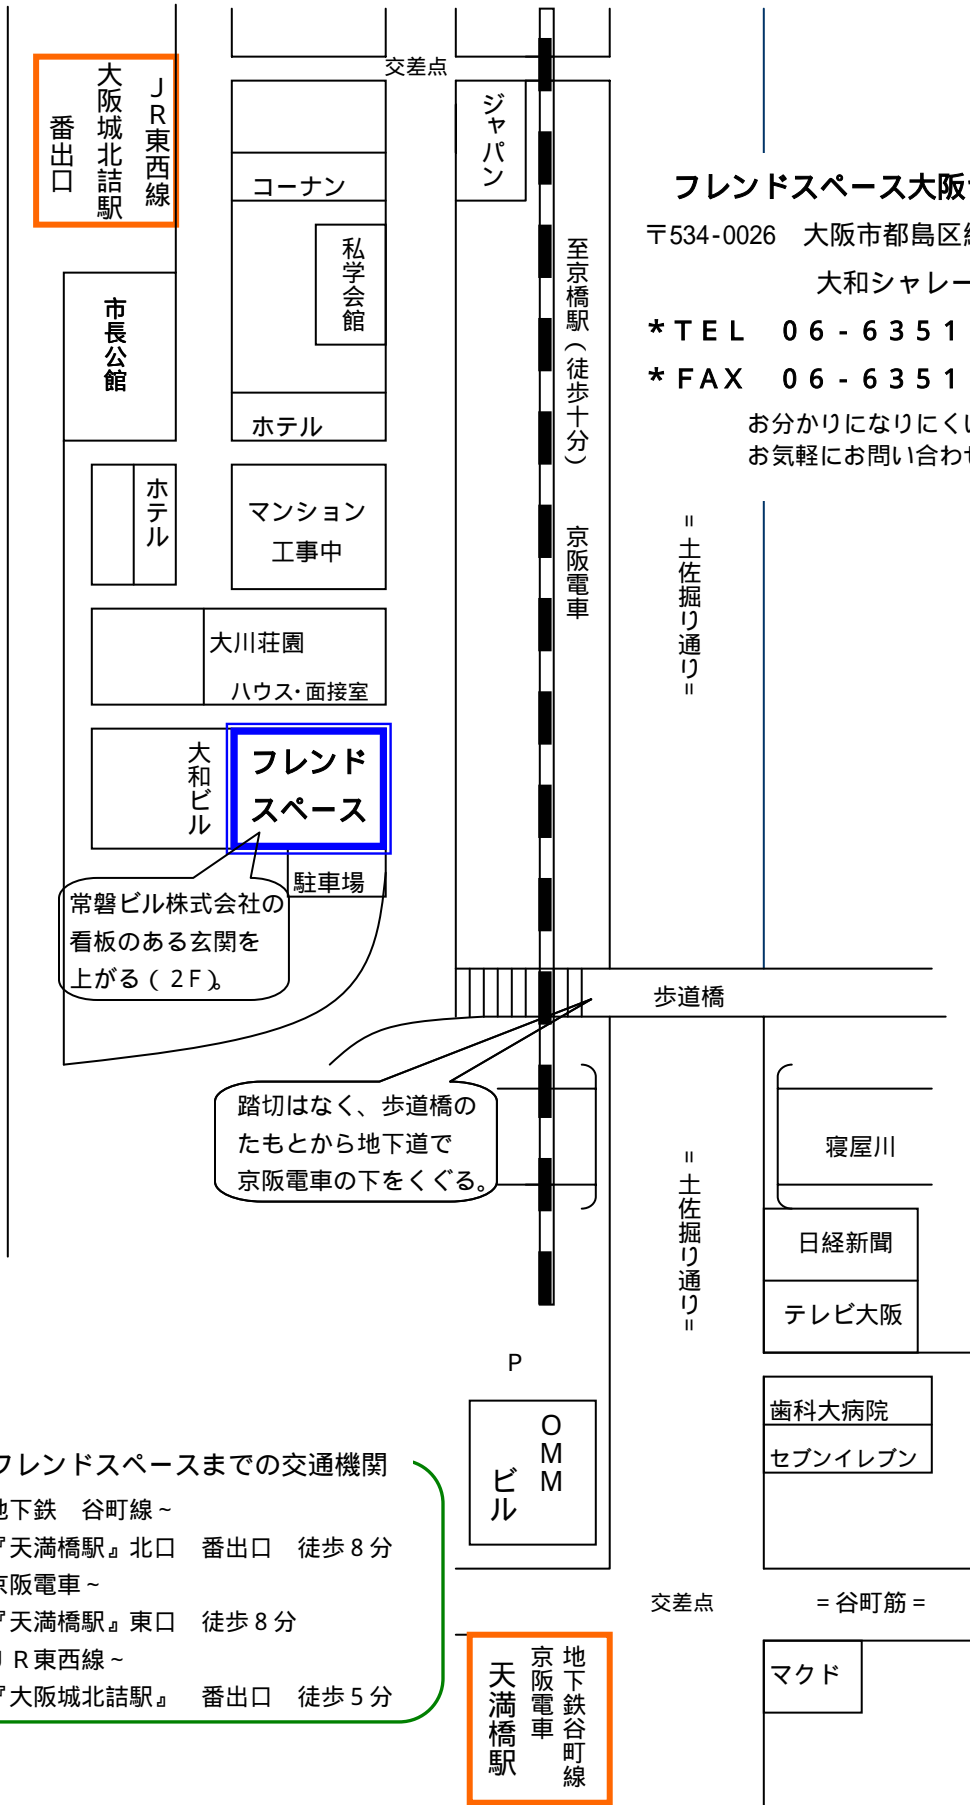 交差点
JR東西線
大阪城北詰駅
番出口
ジャパン
コーナン
私学会館
フレンドスペース大阪
〒534-0026　大阪市都島区
大和シャレー
*TEL　06-6351
*FAX　06-6351
お分かりになりにくい
お気軽にお問い合わせ
至京橋駅(徒歩十分)
京阪電車
市長公館
ホテル
ホテル
マンション
工事中
=土佐掘り通り=
大川荘園
ハウス・面接室
大和ビル
フレンド
スペース
駐車場
常磐ビル株式会社の
看板のある玄関を
上がる(2F)。
歩道橋
踏切はなく、歩道橋の
たもとから地下道で
京阪電車の下をくぐる。
寝屋川
=土佐掘り通り=
日経新聞
テレビ大阪
P
歯科大病院
セブンイレブン
OMM
ビル
フレンドスペースまでの交通機関
地下鉄　谷町線~
『天満橋駅』北口　番出口　徒歩8分
京阪電車~
『天満橋駅』東口　徒歩8分
JR東西線~
『大阪城北詰駅』　番出口　徒歩5分
交差点
=谷町筋=
マクド
地下鉄谷町線
京阪電車
天満橋駅